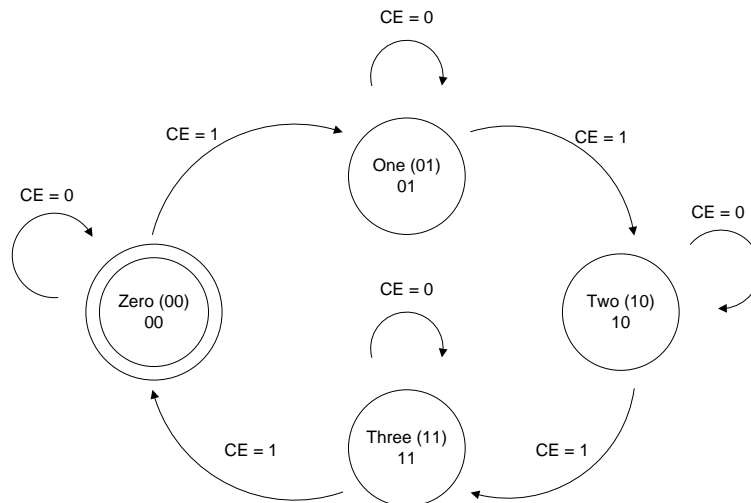 CE = 0
CE = 1
One (01)
01
CE = 1
CE = 0
CE = 0
Zero (00)
00
CE = 0
Two (10)
10
Three (11)
11
CE = 1
CE = 1